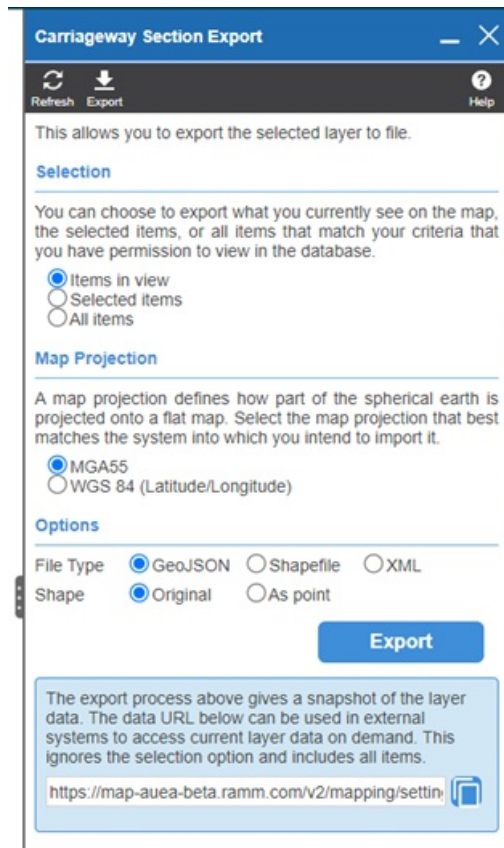 Carriageway Section Export
Refresh Export Help
This allows you to export the selected layer to file.
Selection
You can choose to export what you currently see on the map,
the selected items, or all items that match your criteria that
you have permission to view in the database.
Items in view
Selected items
All items
Map Projection
A map projection defines how part of the spherical earth is
projected onto a flat map. Select the map projection that best
matches the system into which you intend to import it.
MGA55
WGS 84 (Latitude/Longitude)
Options
File Type GeoJSON Shapefile XML
Shape Original As point
Export
The export process above gives a snapshot of the layer
data. The data URL below can be used in external
systems to access current layer data on demand. This
ignores the selection option and includes all items.
https://map-auea-beta.ramm.com/v2/mapping/settin